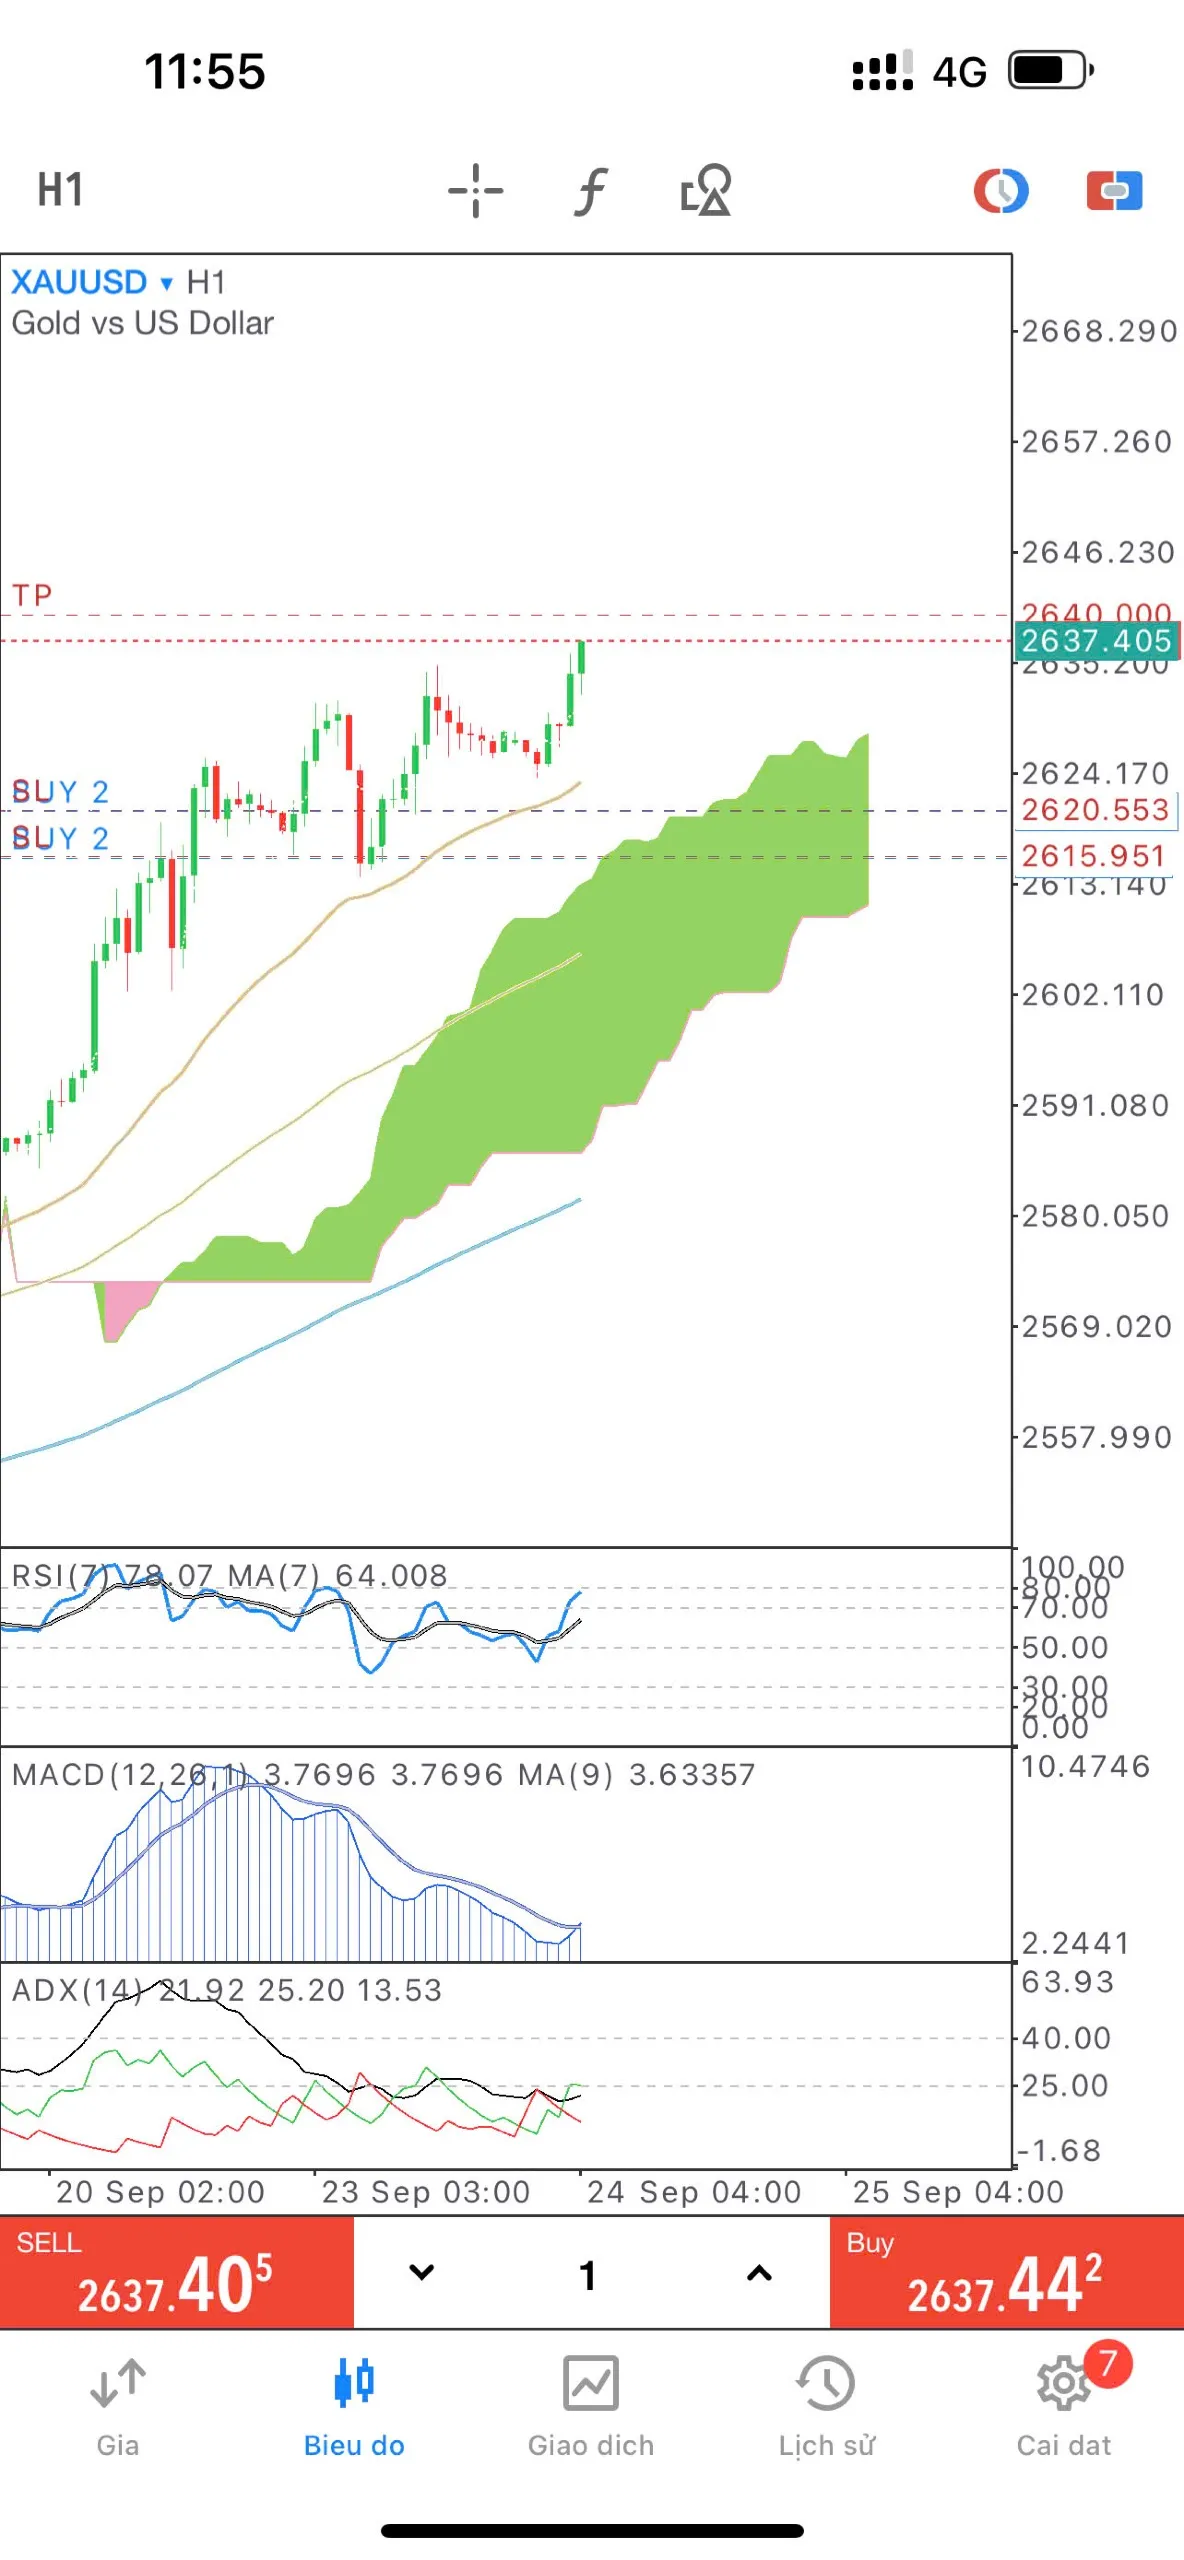 11:55
4G
H1
XAUUSD ▾ H1
Gold vs US Dollar
2668.290
2657.260
2646.230
TP
2640.000
2637.405
2635.200
2624.170
BUY 2
2620.553
BUY 2
2615.951
2613.140
2602.110
2591.080
2580.050
2569.020
2557.990
RSI(7) 78.07 MA(7) 64.008
100.00
80.00
70.00
50.00
30.00
20.00
0.00
MACD(12,26,1) 3.7696 3.7696 MA(9) 3.63357
10.4746
2.2441
ADX(14) 21.92 25.20 13.53
63.93
40.00
25.00
-1.68
20 Sep 02:00
23 Sep 03:00
24 Sep 04:00
25 Sep 04:00
SELL
2637.405
1
Buy
2637.442
7
Gia
Bieu do
Giao dich
Lịch sử
Cai dat